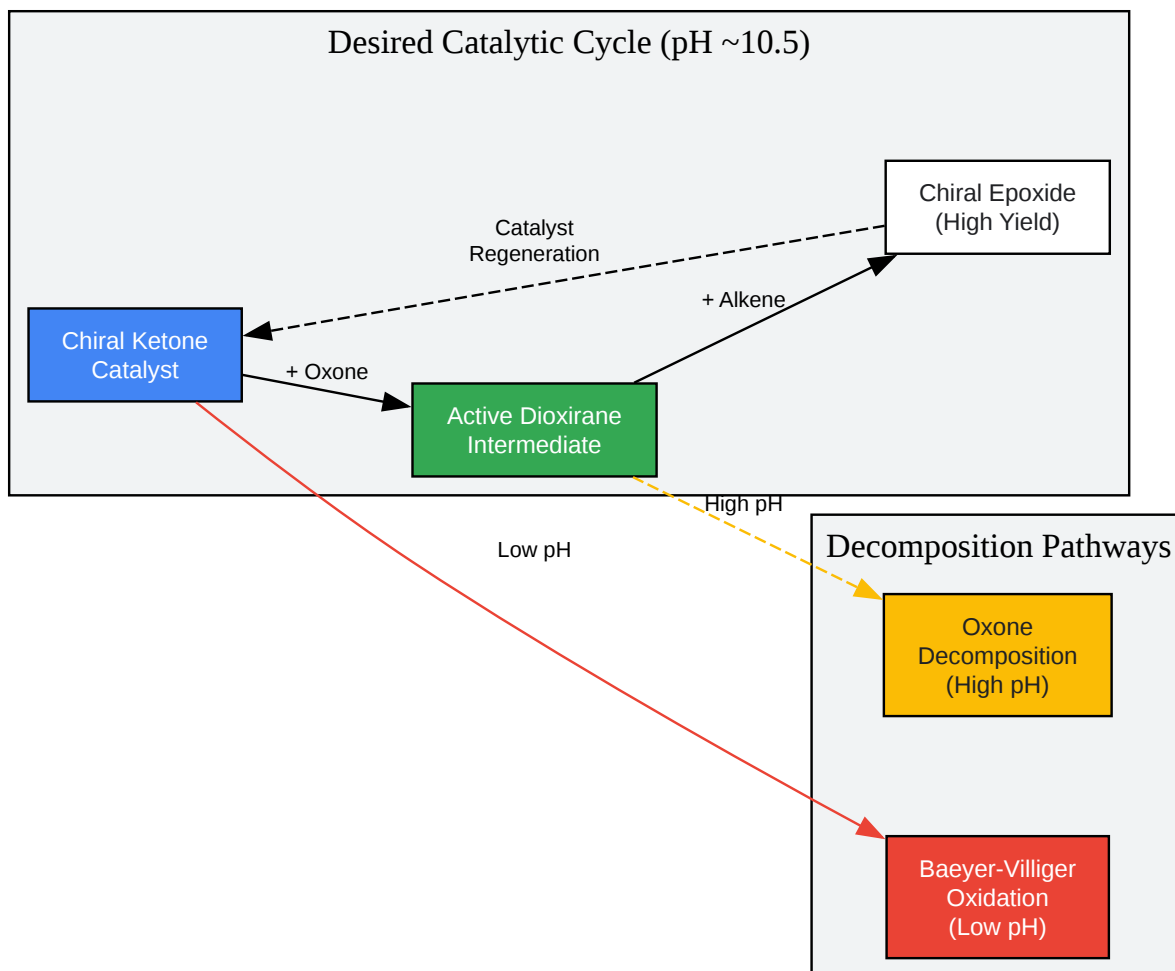 Desired Catalytic Cycle (pH ~10.5)
Chiral Epoxide
(High Yield)
Catalyst
Regeneration
+ Alkene
Chiral Ketone
Catalyst
+ Oxone
Active Dioxirane
Intermediate
High pH
Low pH
Decomposition Pathways
Oxone
Decomposition
(High pH)
Baeyer-Villiger
Oxidation
(Low pH)